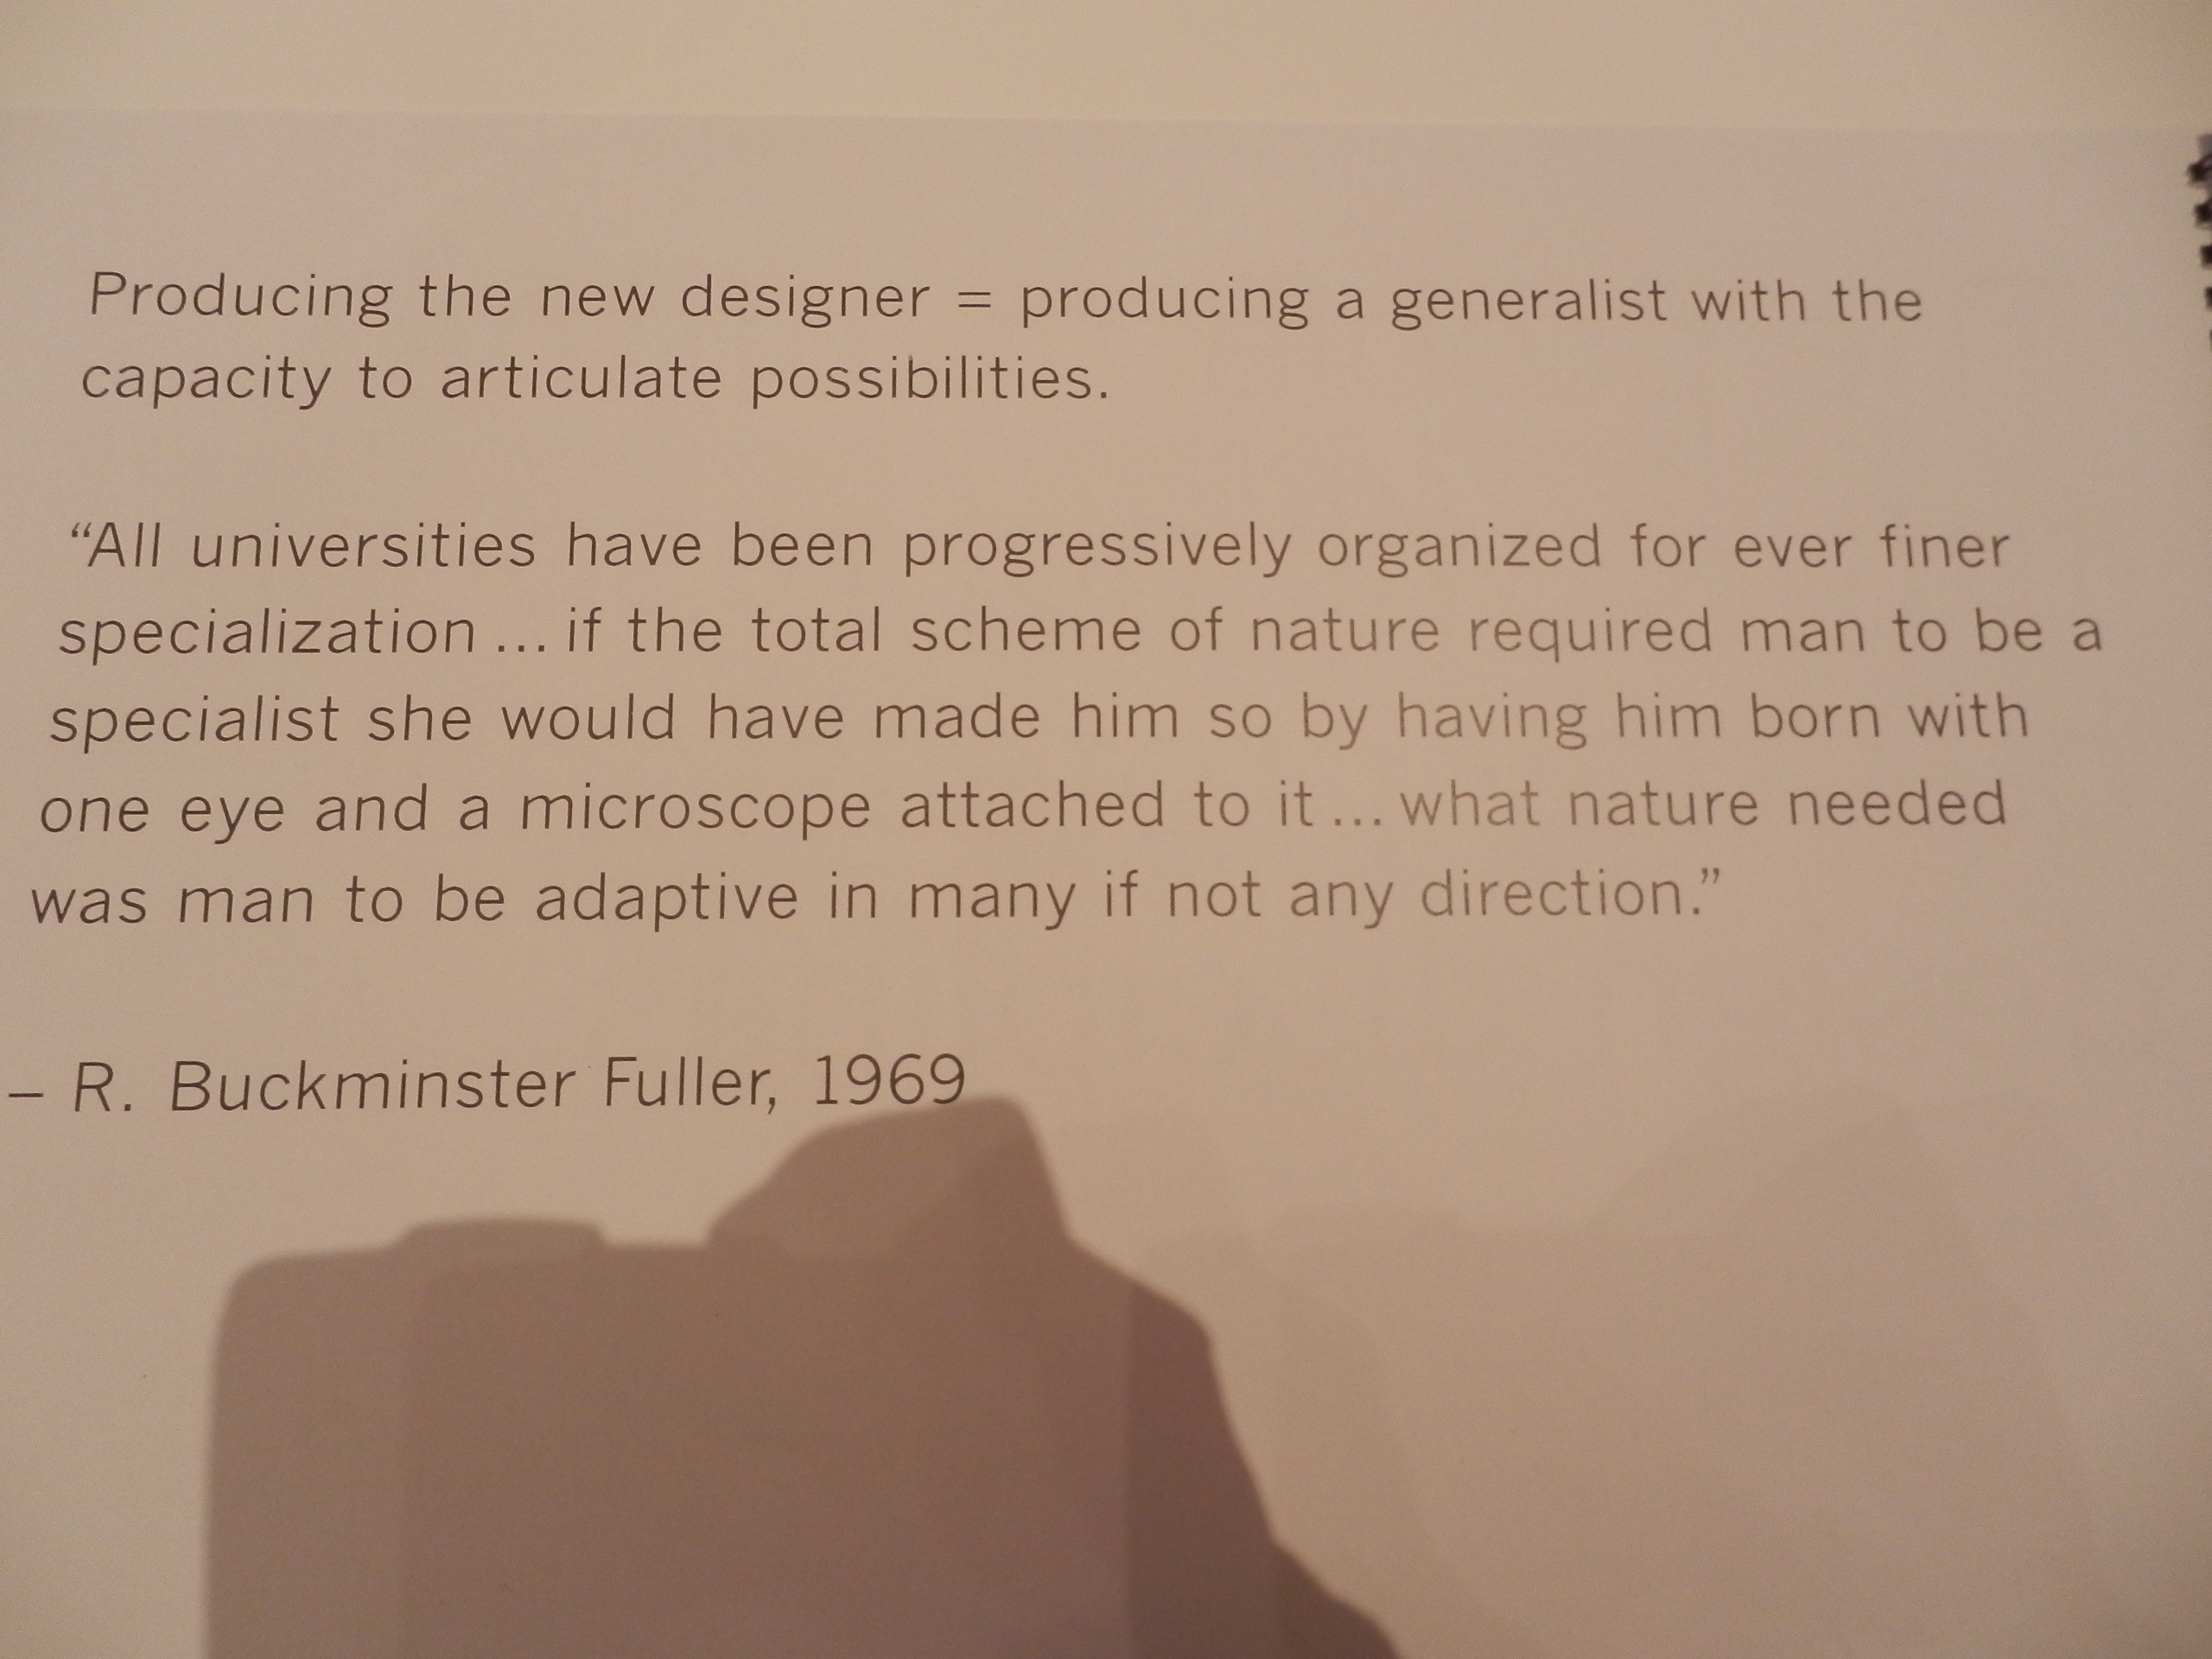 Producing the new designer = producing a generalist with the
capacity to articulate possibilities.
“All universities have been progressively organized for ever finer
specialization ... if the total scheme of nature required man to be a
specialist she would have made him so by having him born with
one eye and a microscope attached to it ... what nature needed
was man to be adaptive in many if not any direction.”
– R. Buckminster Fuller, 1969